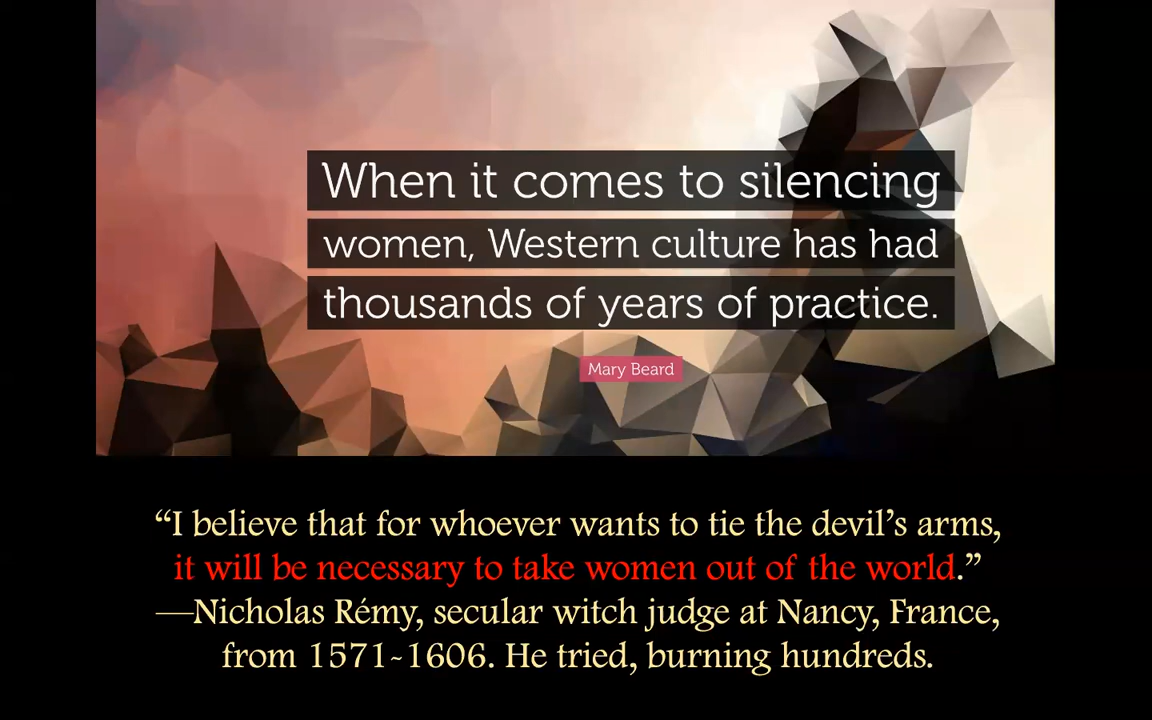 When it comes to silencing
women, Western culture has had
thousands of years of practice.
Mary Beard
“I believe that for whoever wants to tie the devil’s arms,
it will be necessary to take women out of the world.”
—Nicholas Rémy, secular witch judge at Nancy, France,
from 1571-1606. He tried, burning hundreds.